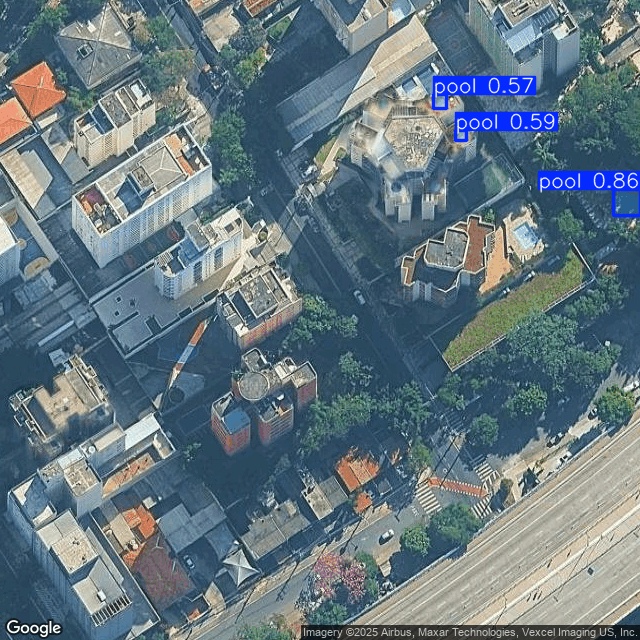 pool 0.57
pool 0.59
pool 0.86
Google
Imagery ©2025 Airbus, Maxar Technologies, Vexcel Imaging US, Inc.